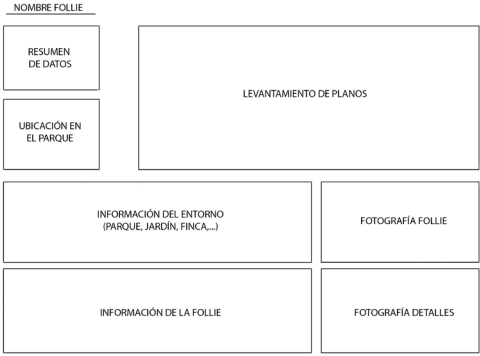 NOMBRE FOLLIE
RESUMEN
DE DATOS
LEVANTAMIENTO DE PLANOS
UBICACIÓN EN
EL PARQUE
INFORMACIÓN DEL ENTORNO
(PARQUE, JARDÍN, FINCA,...)
FOTOGRAFÍA FOLLIE
INFORMACIÓN DE LA FOLLIE
FOTOGRAFÍA DETALLES